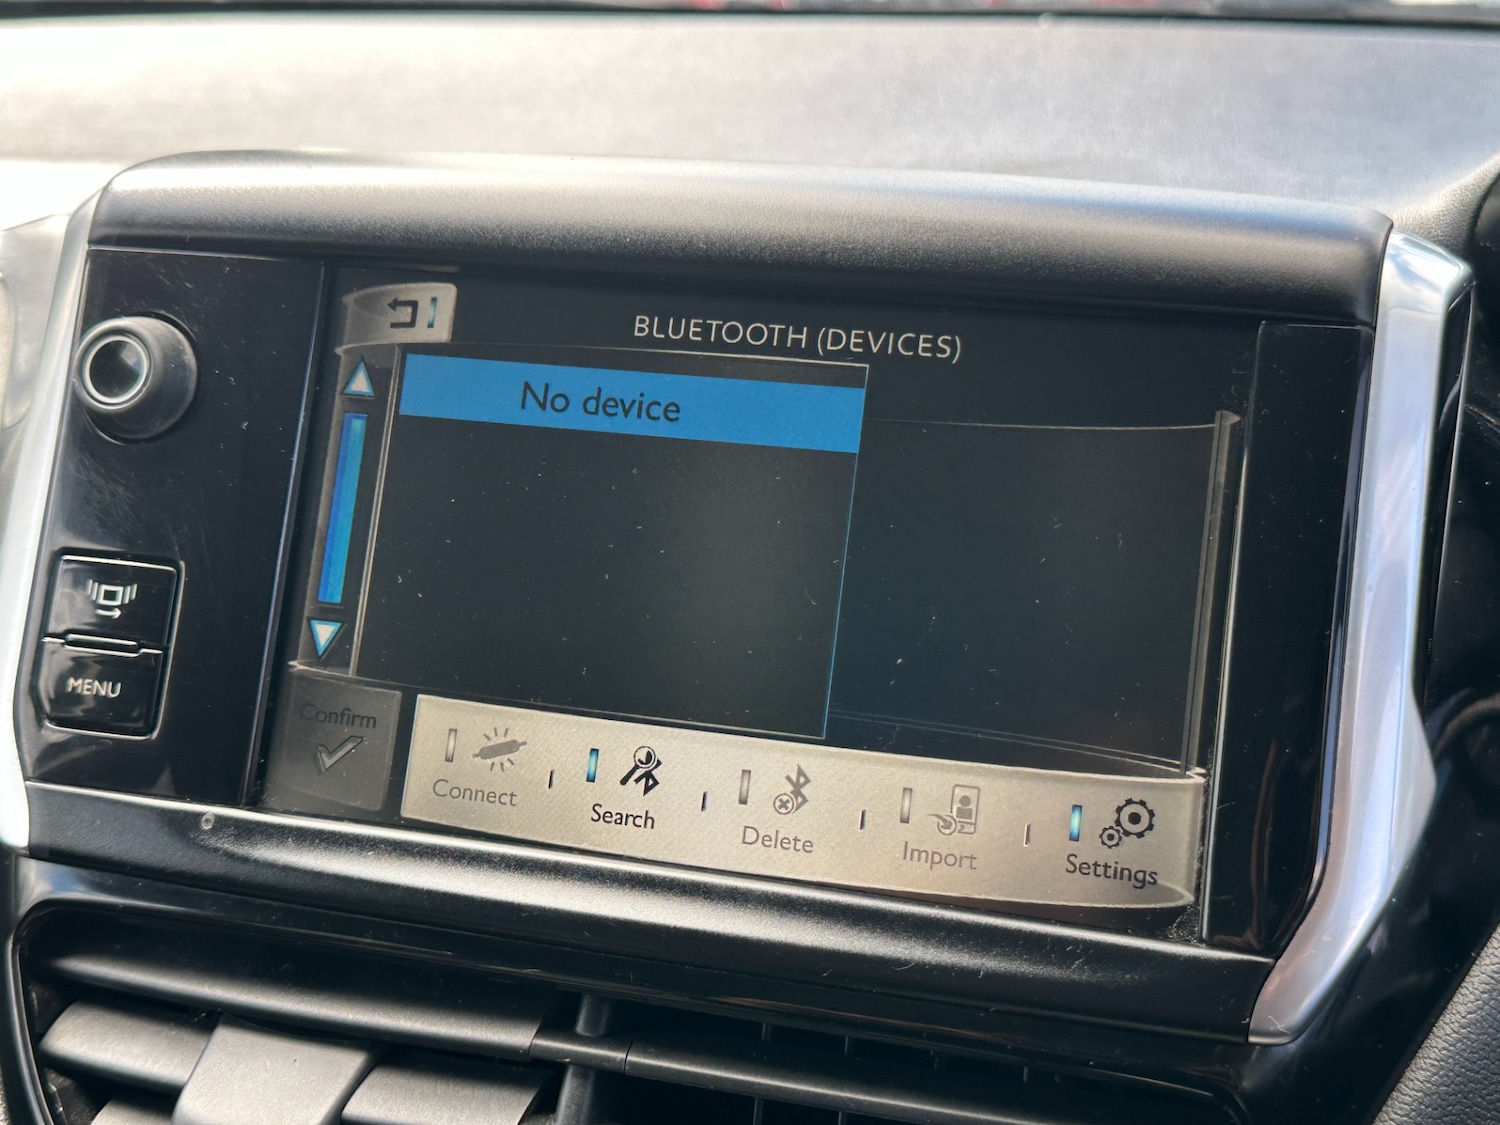 BLUETOOTH (DEVICES)
No device
MENU
Confirm
Connect
Search
Delete
Import
Settings